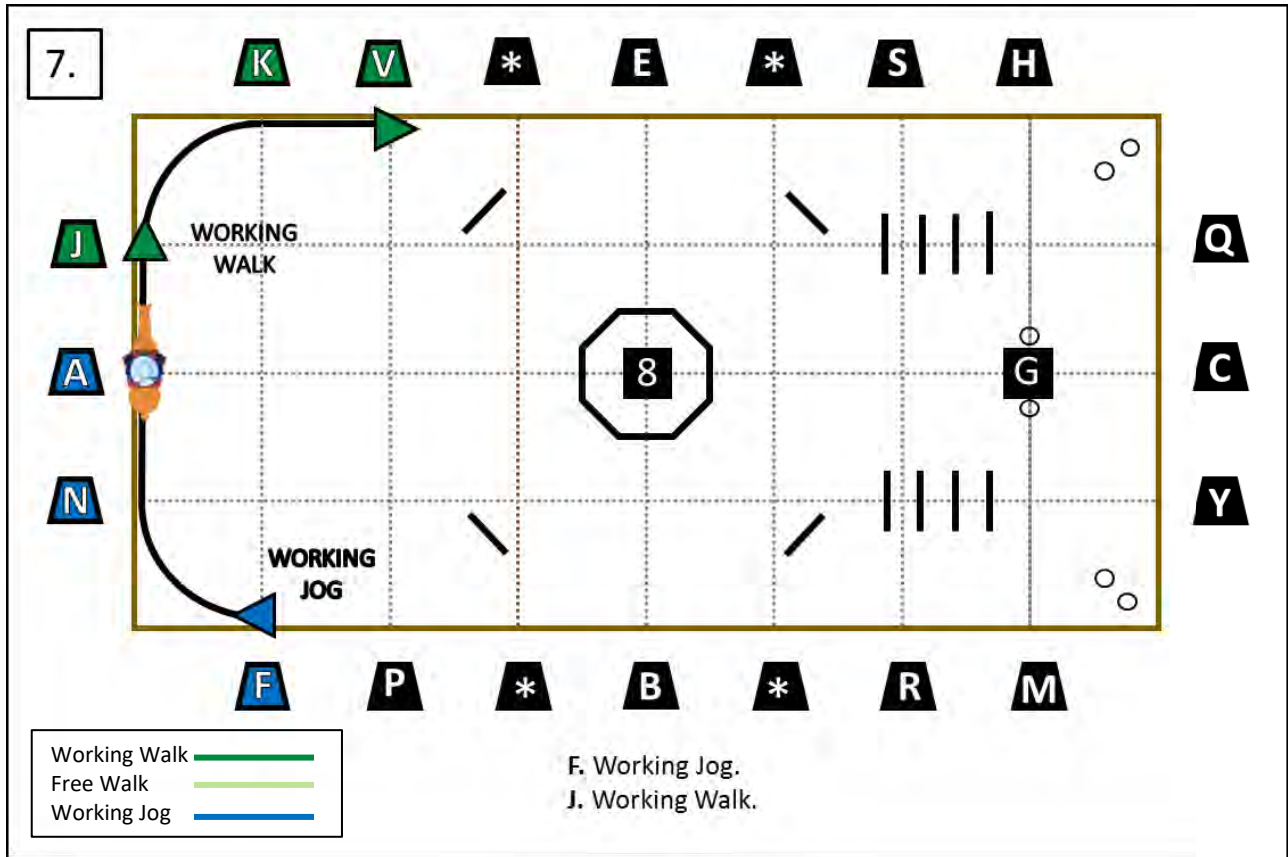 7.
K V * E * S H
J
WORKING
WALK
Q
A
8
G
C
N
Y
WORKING
JOG
F P * B * R M
Working Walk
Free Walk
Working Jog
F. Working Jog.
J. Working Walk.